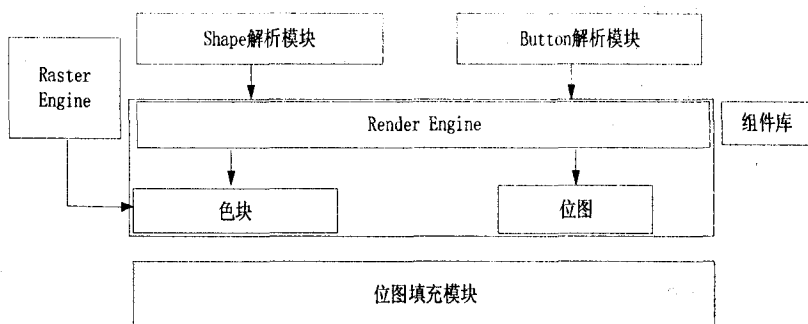 Shape解析模块
Button解析模块
Raster
Engine
Render Engine
组件库
色块
位图
位图填充模块